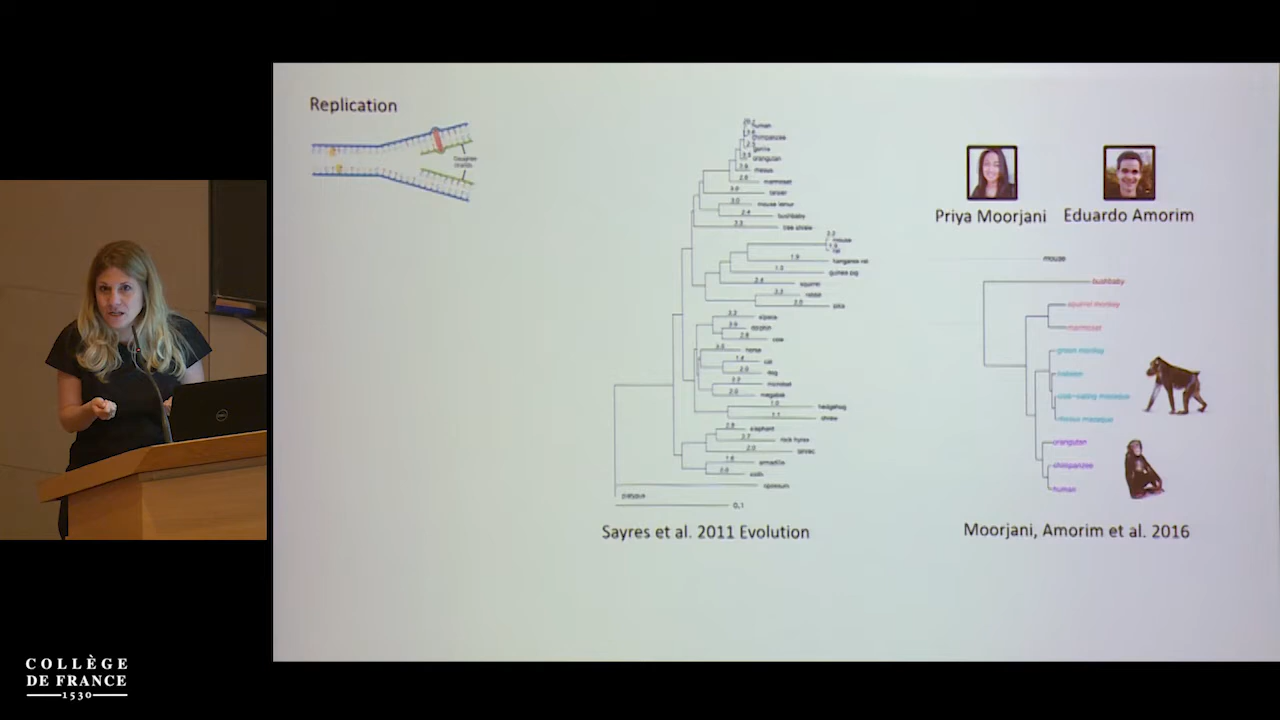 Replication
human
chimpanzee
gorilla
orangutan
rhesus
marmoset
tarsier
mouse lemur
bushbaby
tree shrew
mouse
rat
kangaroo rat
guinea pig
squirrel
rabbit
pika
alpaca
dolphin
cow
horse
cat
dog
microbat
megabat
hedgehog
shrew
elephant
rock hyrax
tenrec
armadillo
sloth
opossum
platypus
0.1
Sayres et al. 2011 Evolution
Priya Moorjani
Eduardo Amorim
mouse
bushbaby
squirrel monkey
marmoset
green monkey
baboon
crab-eating macaque
rhesus macaque
orangutan
chimpanzee
human
Moorjani, Amorim et al. 2016
COLLÈGE
DE FRANCE
1530